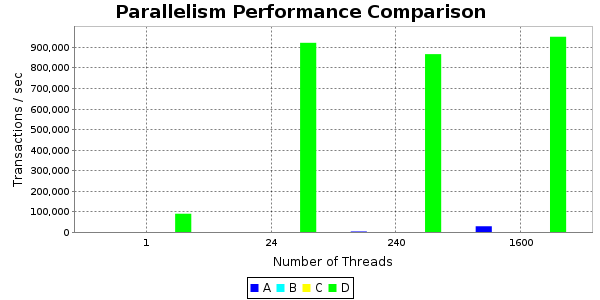 Parallelism Performance Comparison
Transactions / sec
900,000
800,000
700,000
600,000
500,000
400,000
300,000
200,000
100,000
0
1 24 240 1600
Number of Threads
A B C D